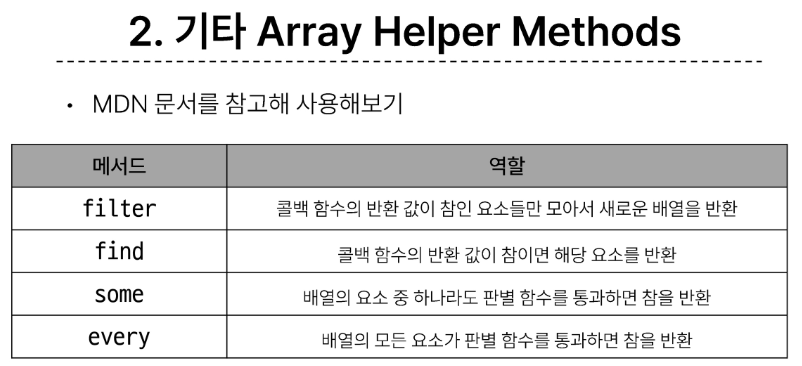 2. 기타 Array Helper Methods
• MDN 문서를 참고해 사용해보기
메서드 역할
filter 콜백 함수의 반환 값이 참인 요소들만 모아서 새로운 배열을 반환
find 콜백 함수의 반환 값이 참이면 해당 요소를 반환
some 배열의 요소 중 하나라도 판별 함수를 통과하면 참을 반환
every 배열의 모든 요소가 판별 함수를 통과하면 참을 반환